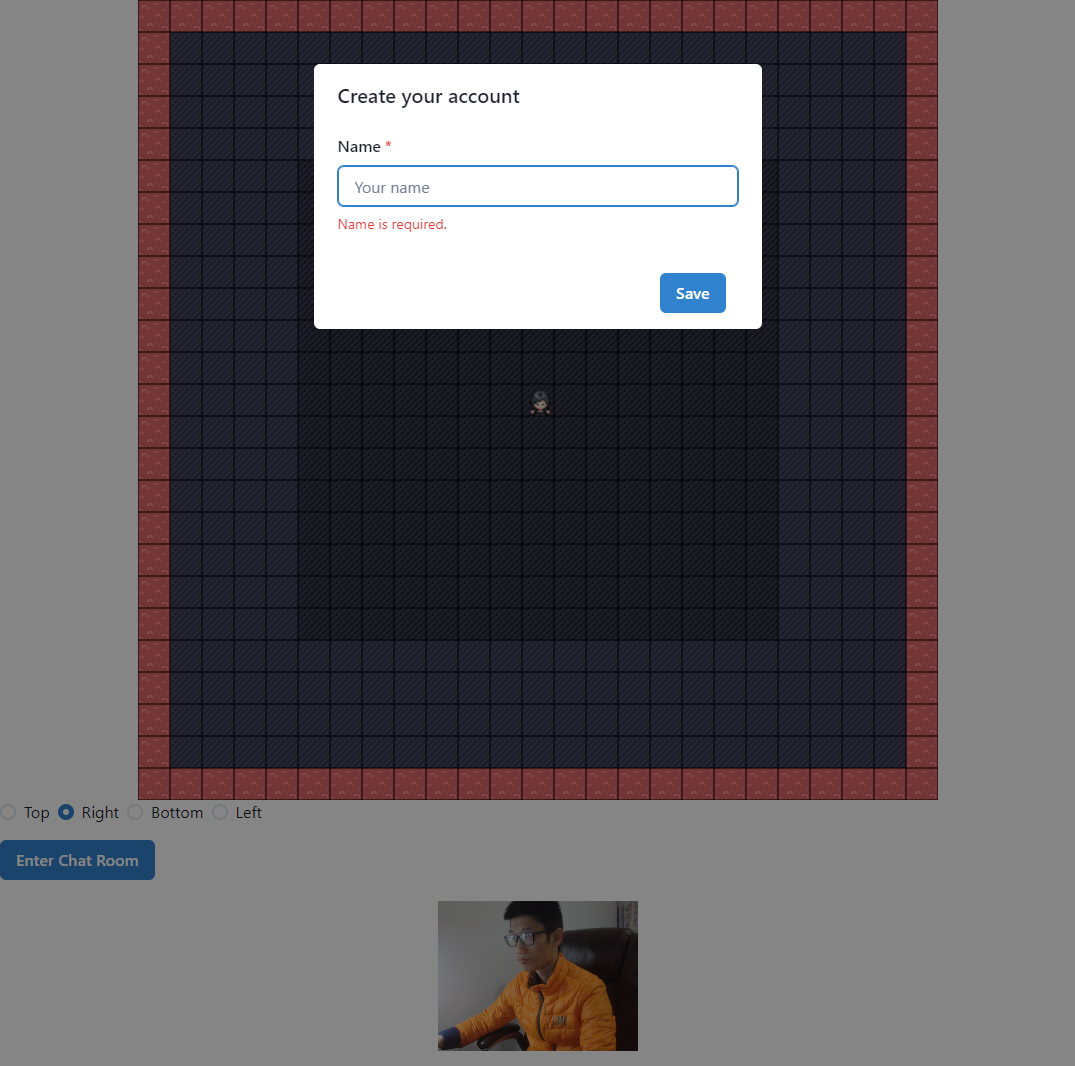 Create your account
Name *
Your name
Name is required.
Save
Top Right Bottom Left
Enter Chat Room